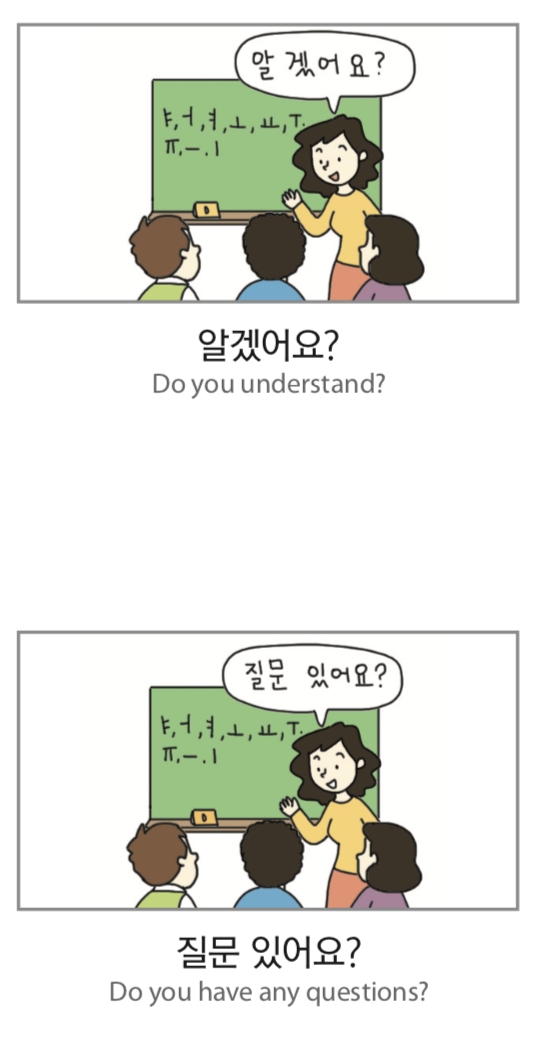 알겠어요?
ㅑ,ㅓ,ㅕ,ㅗ,ㅛ,ㅜ.
ㅠ,ㅡ.ㅣ
알겠어요?
Do you understand?
질문 있어요?
ㅑ,ㅓ,ㅕ,ㅗ,ㅛ,ㅜ.
ㅠ,ㅡ.ㅣ
질문 있어요?
Do you have any questions?